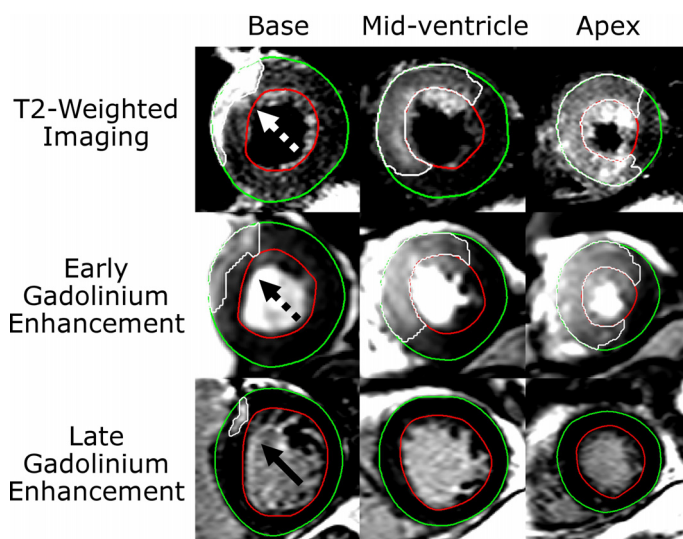 Base Mid-ventricle Apex
T2-Weighted
Imaging
Early
Gadolinium
Enhancement
Late
Gadolinium
Enhancement